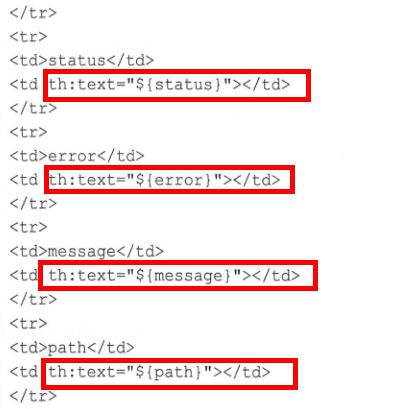 </tr>
<tr>
<td>status</td>
<td th:text="${status}"></td>
</tr>
<tr>
<td>error</td>
<td th:text="${error}"></td>
</tr>
<tr>
<td>message</td>
<td th:text="${message}"></td>
</tr>
<tr>
<td>path</td>
<td th:text="${path}"></td>
</tr>